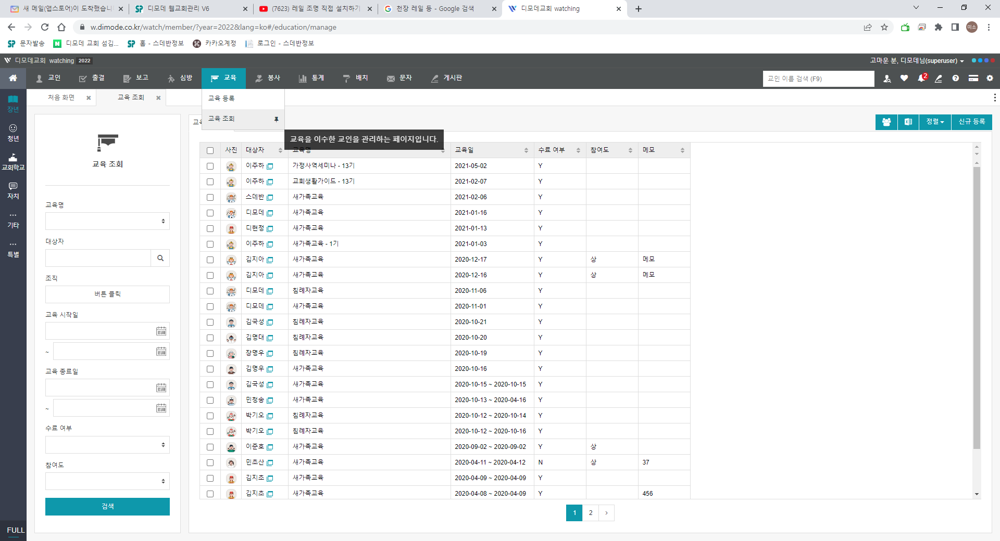 새 메일(앱스토어)이 도착했습니
디모데 웹교회관리 V6
(7623) 레일 조명 직접 설치하기
천장 레일 등 - Google 검색
디모데교회 watching
w.dimode.co.kr/watch/member/?year=2022&lang=ko#/education/manage
미소
문자발송
디모데 교회 섬김...
홈 - 스데반정보
카카오계정
로그인 - 스데반정보
디모데교회 watching 2022
고마운 분, 디모데님(superuser)
교인
출결
보고
심방
교육
봉사
통계
배치
문자
게시판
교인 이름 검색 (F9)
2
처음 화면
교육 조회
교육 등록
교육 조회
교육을 이수한 교인을 관리하는 페이지입니다.
장년
청년
교회학교
자치
기타
특별
FULL
교육 조회
교육명
대상자
조직
버튼 클릭
교육 시작일
~
교육 종료일
~
수료 여부
참여도
검색
정렬
신규 등록
사진 대상자 교육명 교육일 수료 여부 참여도 메모
이주하 가정사역세미나 - 13기 2021-05-02 Y
이주하 교회생활가이드 - 13기 2021-02-07 Y
스데반 새가족교육 2021-02-06 Y
디모데 새가족교육 2021-01-16 Y
디현정 새가족교육 2021-01-13 Y
이주하 새가족교육 - 1기 2021-01-03 Y
김지아 새가족교육 2020-12-17 Y 상 메모
김지아 새가족교육 2020-12-16 Y 상 메모
디모데 침례자교육 2020-11-06 Y
디모데 새가족교육 2020-11-01 Y
김국성 침례자교육 2020-10-21 Y
김명대 침례자교육 2020-10-20 Y
장명우 침례자교육 2020-10-19 Y
김명우 새가족교육 2020-10-16 Y
김국성 새가족교육 2020-10-15 ~ 2020-10-15 Y
민청송 새가족교육 2020-10-13 ~ 2020-04-16 Y
박기오 침례자교육 2020-10-12 ~ 2020-10-14 Y
박기오 침례자교육 2020-10-12 ~ 2020-10-16 Y
이준호 새가족교육 2020-09-02 ~ 2020-09-02 Y 상
민초산 새가족교육 2020-04-11 ~ 2020-04-12 N 상 37
김지초 새가족교육 2020-04-09 ~ 2020-04-09 Y
김지초 새가족교육 2020-04-08 ~ 2020-04-09 Y 456
1 2 >